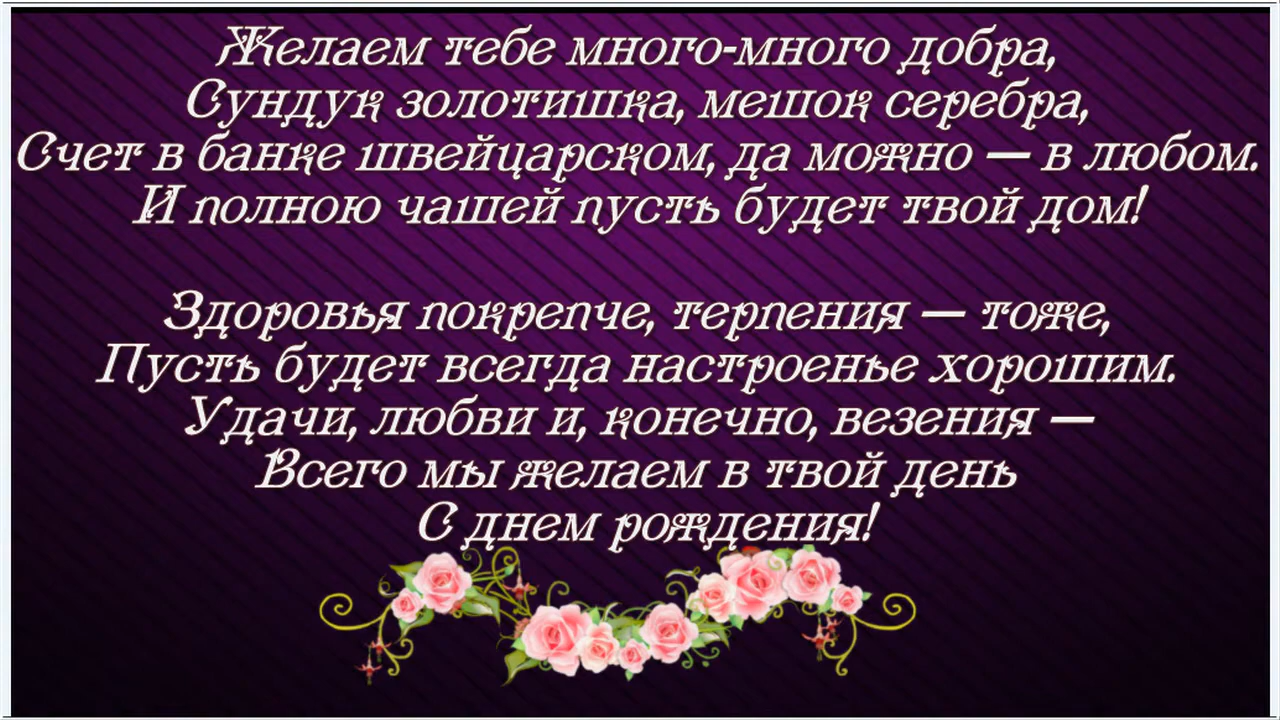 Желаем тебе много-много добра,
Сундук золотишка, мешок серебра,
Счет в банке швейцарском, да можно — в любом.
И полною чашей пусть будет твой дом!
Здоровья покрепче, терпения — тоже,
Пусть будет всегда настроенье хорошим.
Удачи, любви и, конечно, везения —
Всего мы желаем в твой день
С днем рождения!